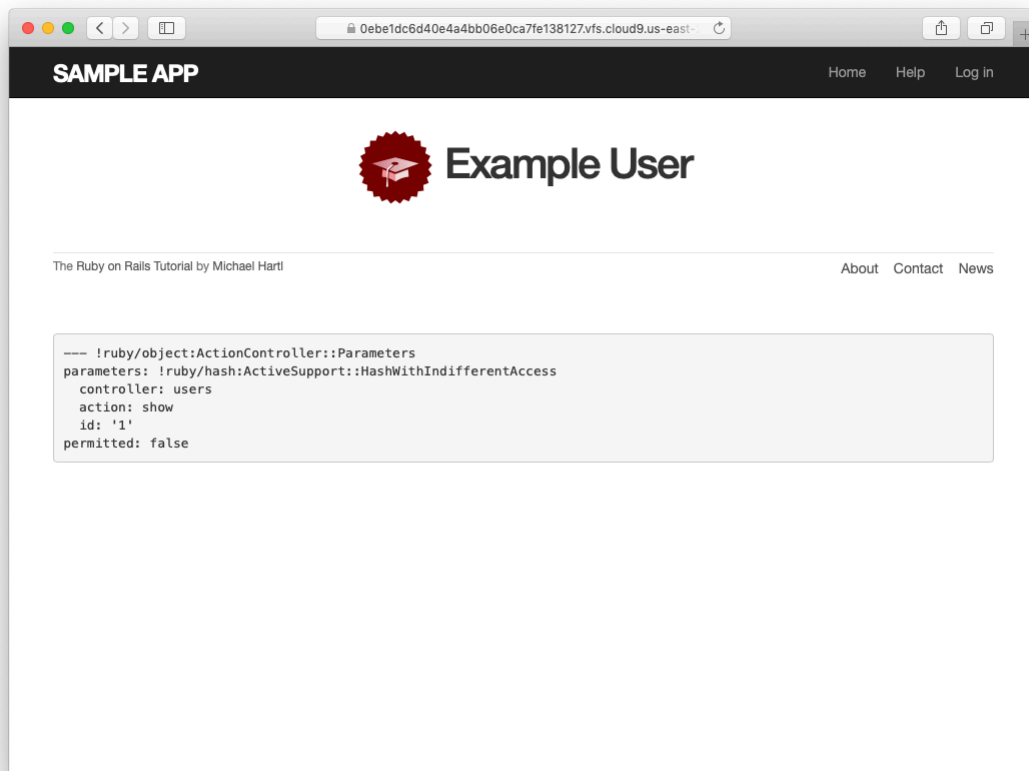 0ebe1dc6d40e4a4bb06e0ca7fe138127.vfs.cloud9.us-east-
SAMPLE APP
Home Help Log in
Example User
The Ruby on Rails Tutorial by Michael Hartl
About Contact News
--- !ruby/object:ActionController::Parameters
parameters: !ruby/hash:ActiveSupport::HashWithIndifferentAccess
  controller: users
  action: show
  id: '1'
permitted: false